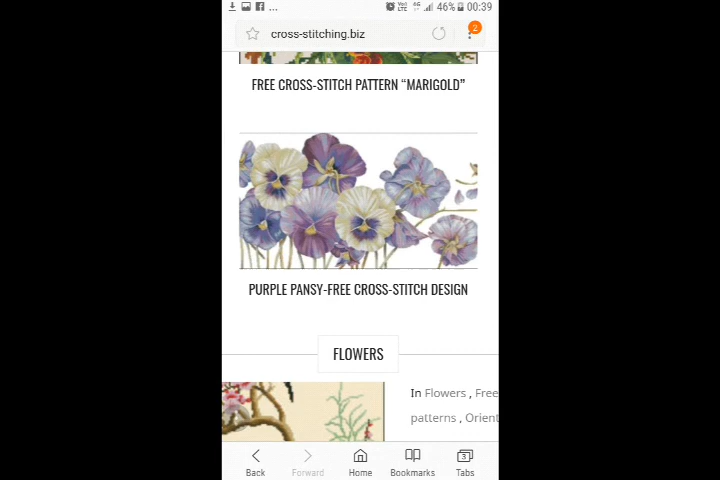 ... 46% 00:39
cross-stitching.biz
2
FREE CROSS-STITCH PATTERN “MARIGOLD”
PURPLE PANSY-FREE CROSS-STITCH DESIGN
FLOWERS
In Flowers , Free
patterns , Orient
3
Back Forward Home Bookmarks Tabs